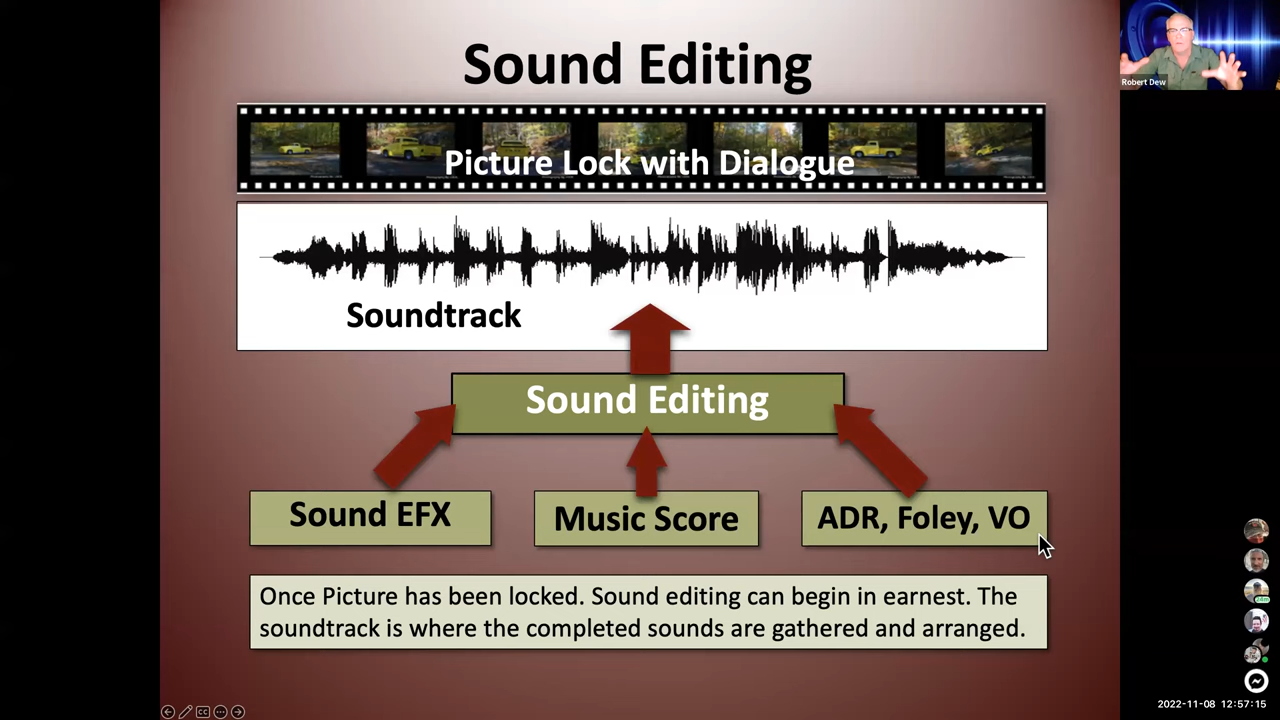 Sound Editing
Robert Dew
Picture Lock with Dialogue
Soundtrack
Sound Editing
Sound EFX
Music Score
ADR, Foley, VO
Once Picture has been locked. Sound editing can begin in earnest. The
soundtrack is where the completed sounds are gathered and arranged.
CC
2022-11-08 12:57:15